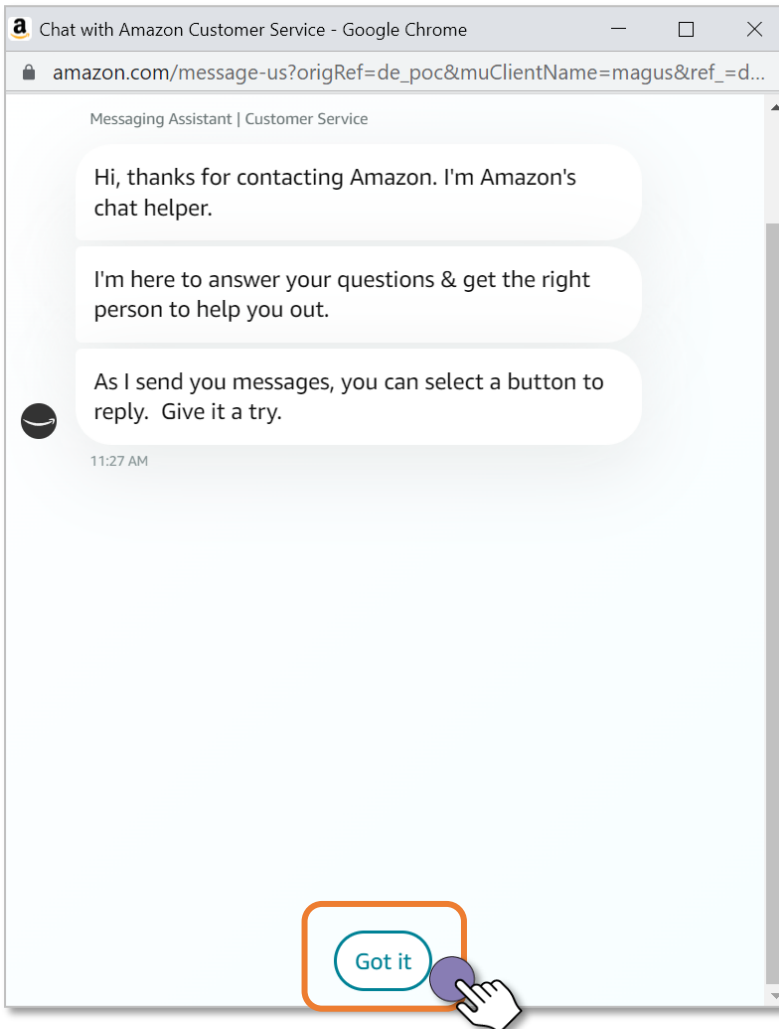 a Chat with Amazon Customer Service - Google Chrome
amazon.com/message-us?origRef=de_poc&muClientName=magus&ref_=d...
Messaging Assistant | Customer Service
Hi, thanks for contacting Amazon. I'm Amazon's
chat helper.
I'm here to answer your questions & get the right
person to help you out.
As I send you messages, you can select a button to
reply.  Give it a try.
11:27 AM
Got it